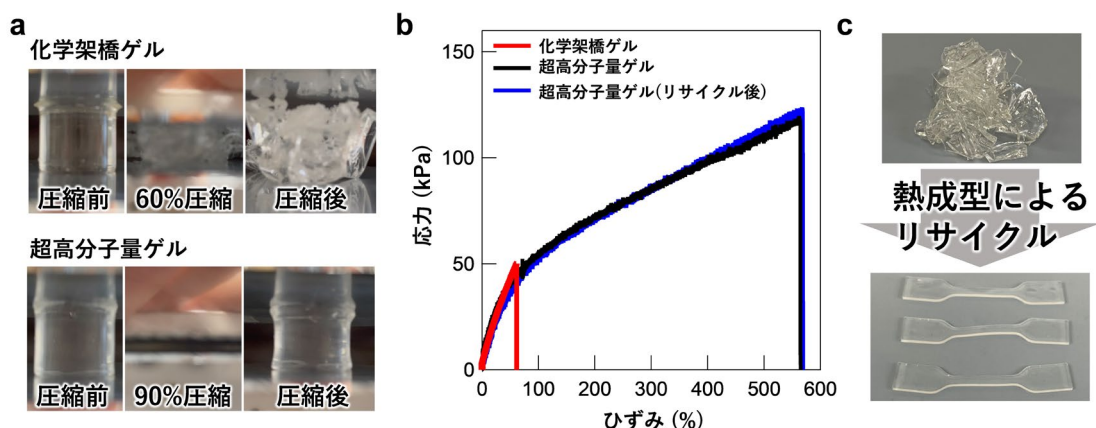 a
化学架橋ゲル
圧縮前
60%圧縮
圧縮後
超高分子量ゲル
圧縮前
90%圧縮
圧縮後
b
応力 (kPa)
150
100
50
0
化学架橋ゲル
超高分子量ゲル
超高分子量ゲル(リサイクル後)
0
100
200
300
400
500
600
ひずみ (%)
c
熱成型による
リサイクル